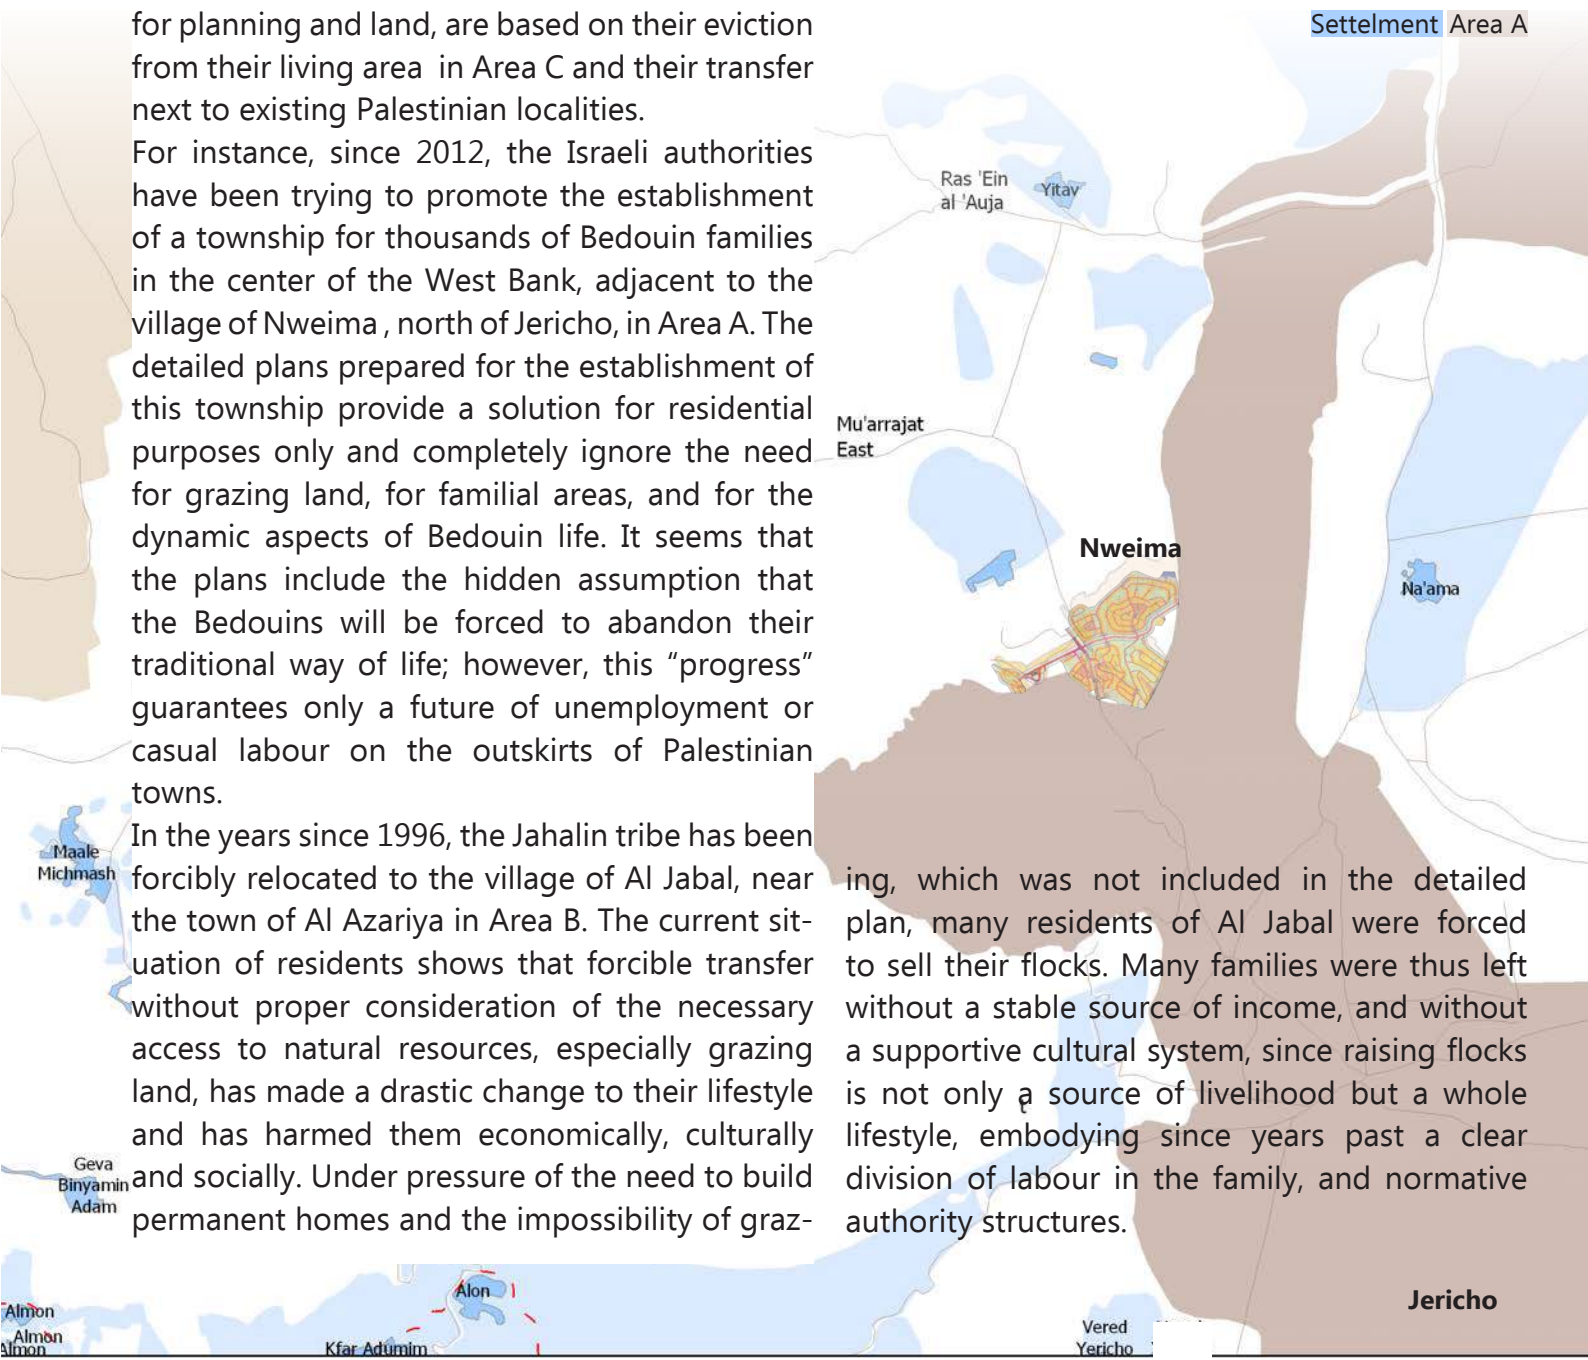 for planning and land, are based on their eviction
from their living area in Area C and their transfer
next to existing Palestinian localities.
For instance, since 2012, the Israeli authorities
have been trying to promote the establishment
of a township for thousands of Bedouin families
in the center of the West Bank, adjacent to the
village of Nweima , north of Jericho, in Area A. The
detailed plans prepared for the establishment of
this township provide a solution for residential
purposes only and completely ignore the need
for grazing land, for familial areas, and for the
dynamic aspects of Bedouin life. It seems that
the plans include the hidden assumption that
the Bedouins will be forced to abandon their
traditional way of life; however, this “progress”
guarantees only a future of unemployment or
casual labour on the outskirts of Palestinian
towns.
In the years since 1996, the Jahalin tribe has been
forcibly relocated to the village of Al Jabal, near
the town of Al Azariya in Area B. The current sit-
uation of residents shows that forcible transfer
without proper consideration of the necessary
access to natural resources, especially grazing
land, has made a drastic change to their lifestyle
and has harmed them economically, culturally
and socially. Under pressure of the need to build
permanent homes and the impossibility of graz-
ing, which was not included in the detailed
plan, many residents of Al Jabal were forced
to sell their flocks. Many families were thus left
without a stable source of income, and without
a supportive cultural system, since raising flocks
is not only a source of livelihood but a whole
lifestyle, embodying since years past a clear
division of labour in the family, and normative
authority structures.
Settelment Area A
Ras 'Ein
al 'Auja
Yitav
Mu'arrajat
East
Nweima
Na'ama
Maale
Michmash
Geva
Binyamin
Adam
Almon
Almon
Almon
Alon
Kfar Adumim
Vered
Yericho
Jericho